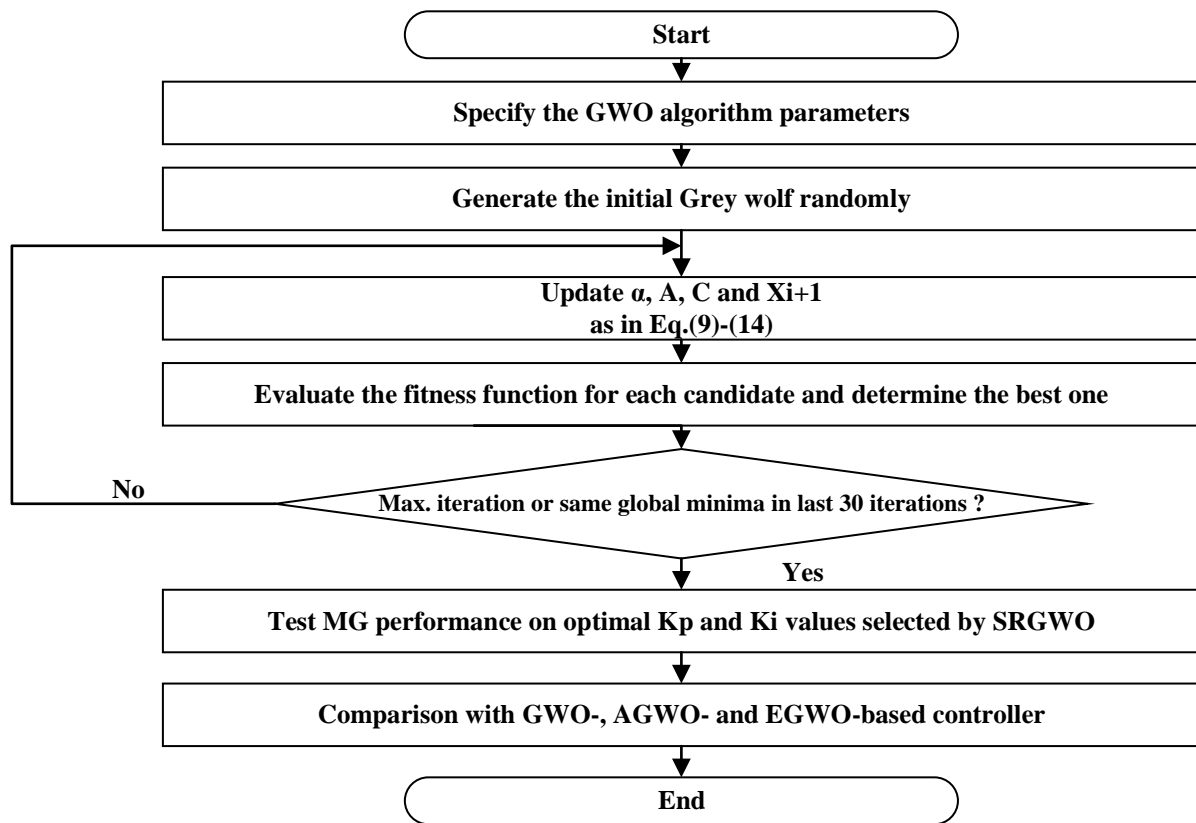 Start
Specify the GWO algorithm parameters
Generate the initial Grey wolf randomly
Update α, A, C and Xi+1
as in Eq.(9)-(14)
Evaluate the fitness function for each candidate and determine the best one
No
Max. iteration or same global minima in last 30 iterations ?
Yes
Test MG performance on optimal Kp and Ki values selected by SRGWO
Comparison with GWO-, AGWO- and EGWO-based controller
End